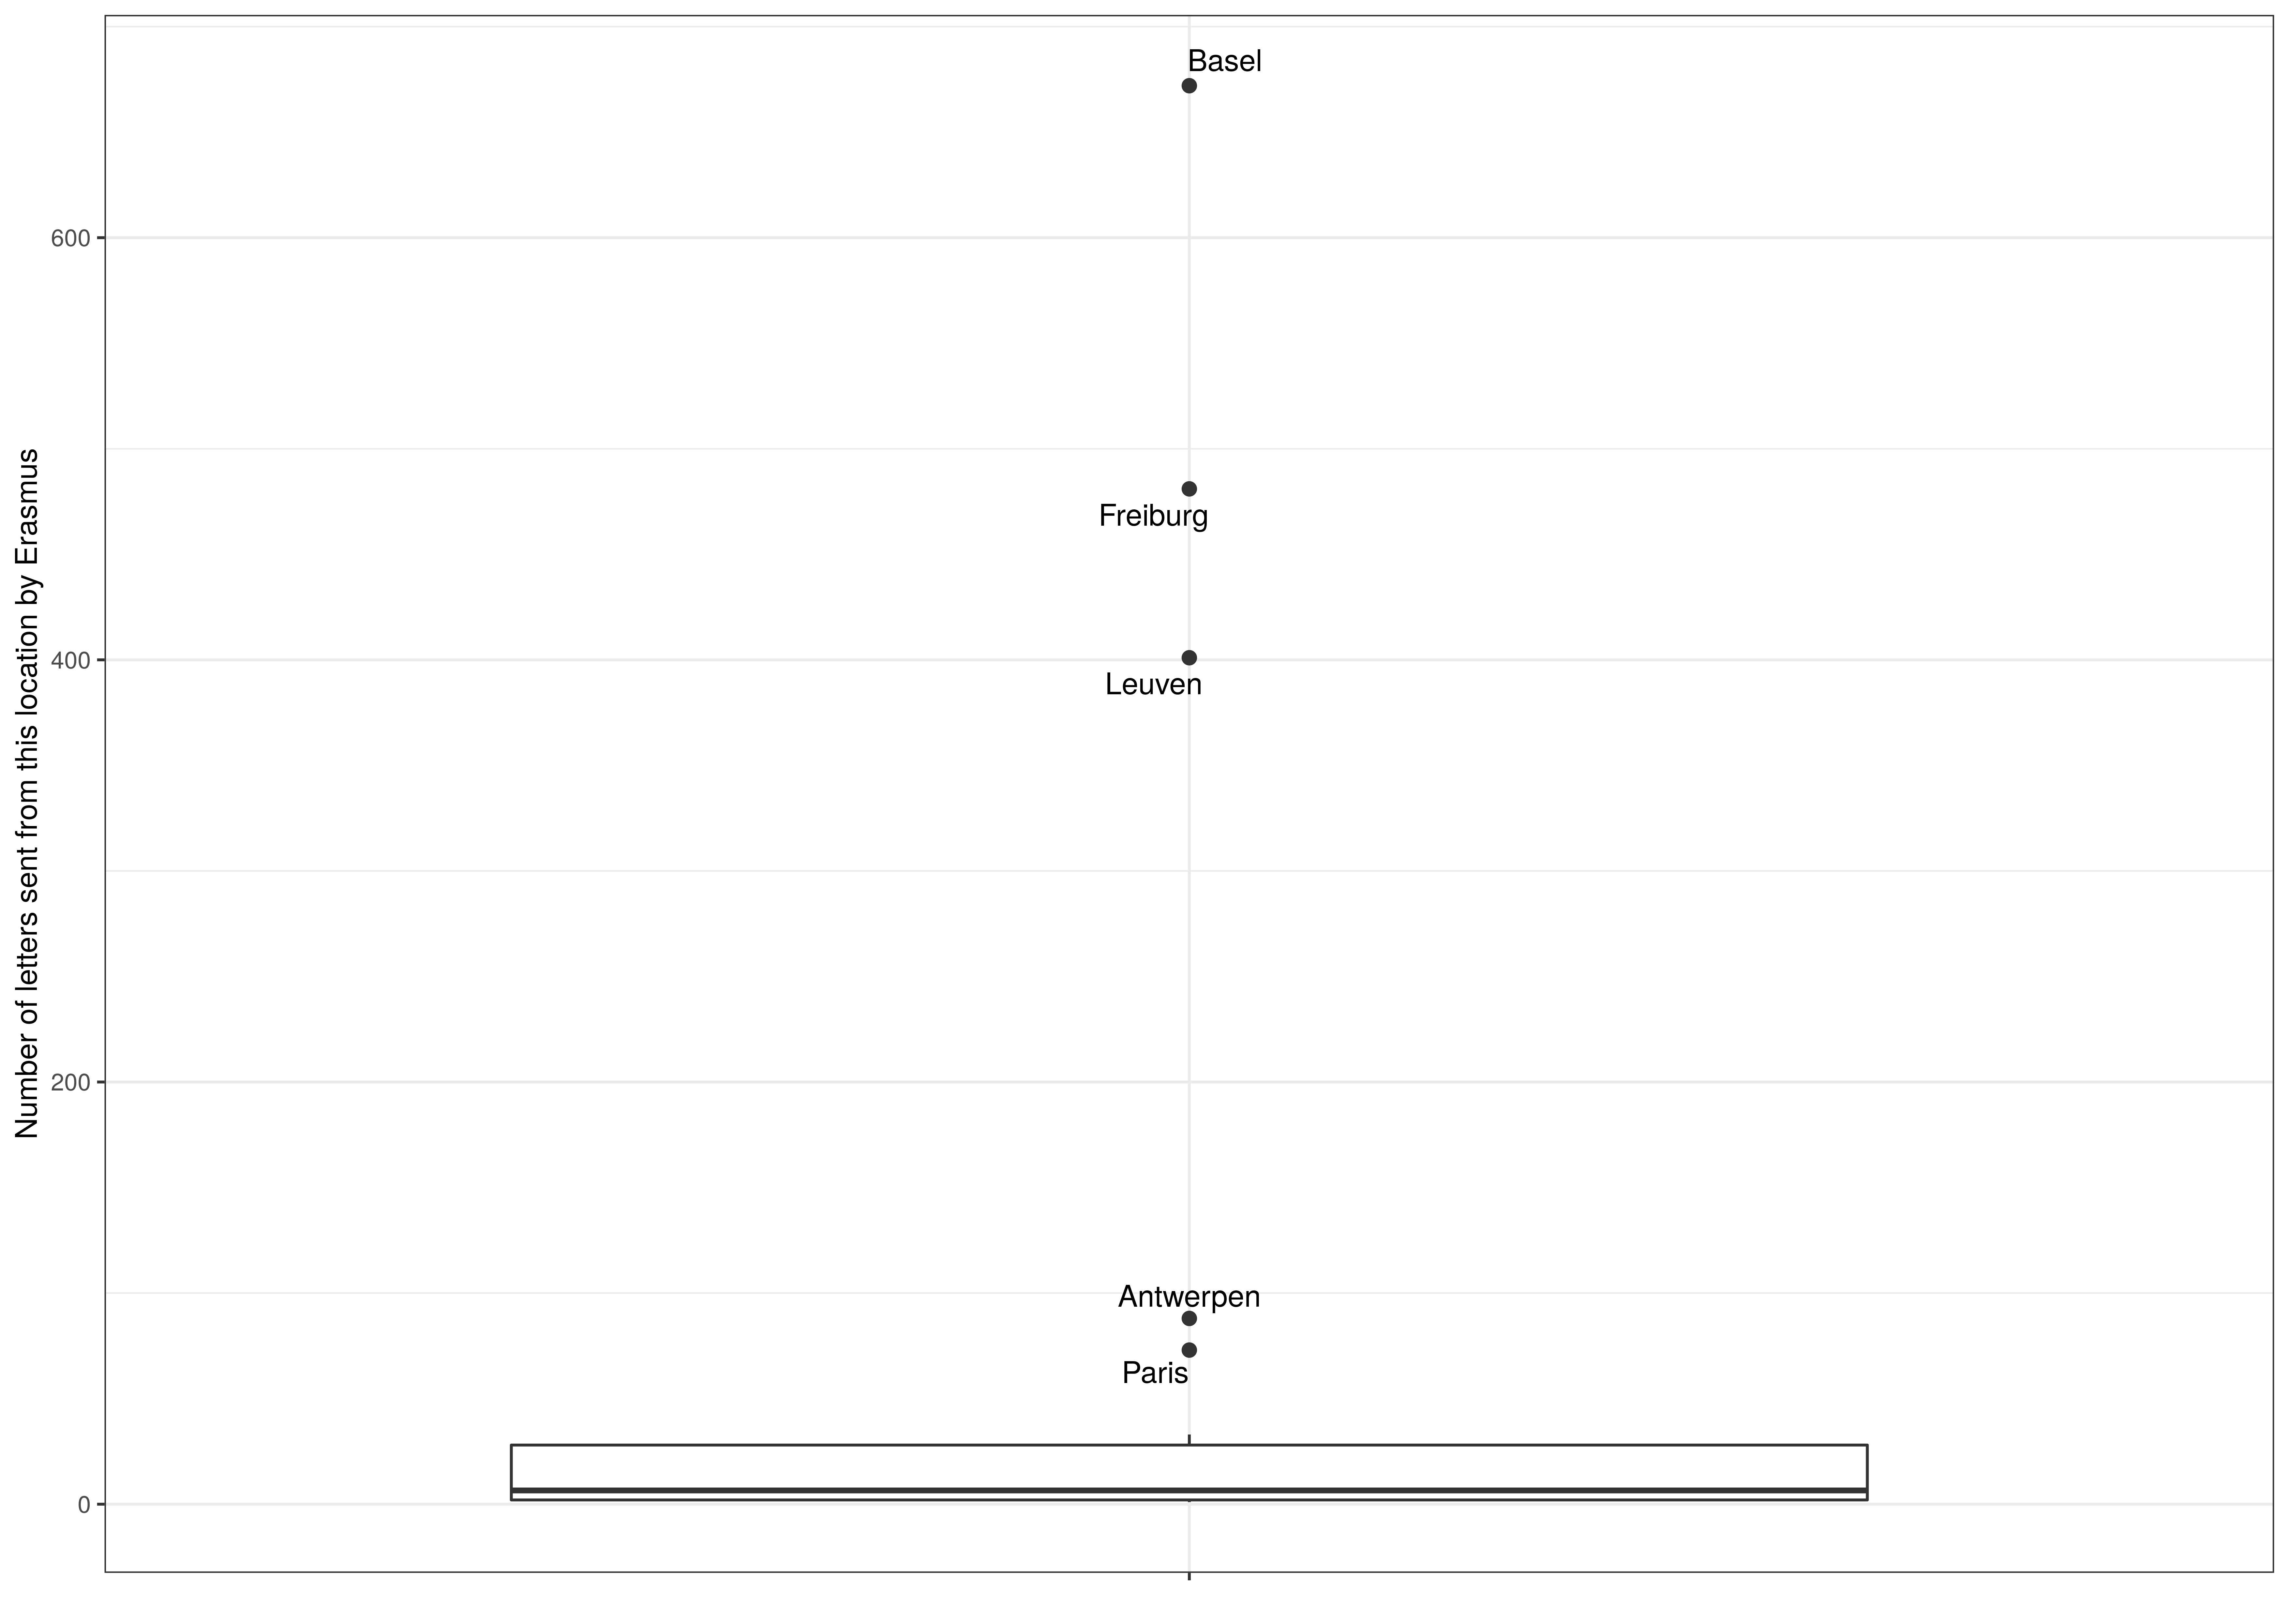 Number of letters sent from this location by Erasmus
600
400
200
0
Basel
Freiburg
Leuven
Antwerpen
Paris